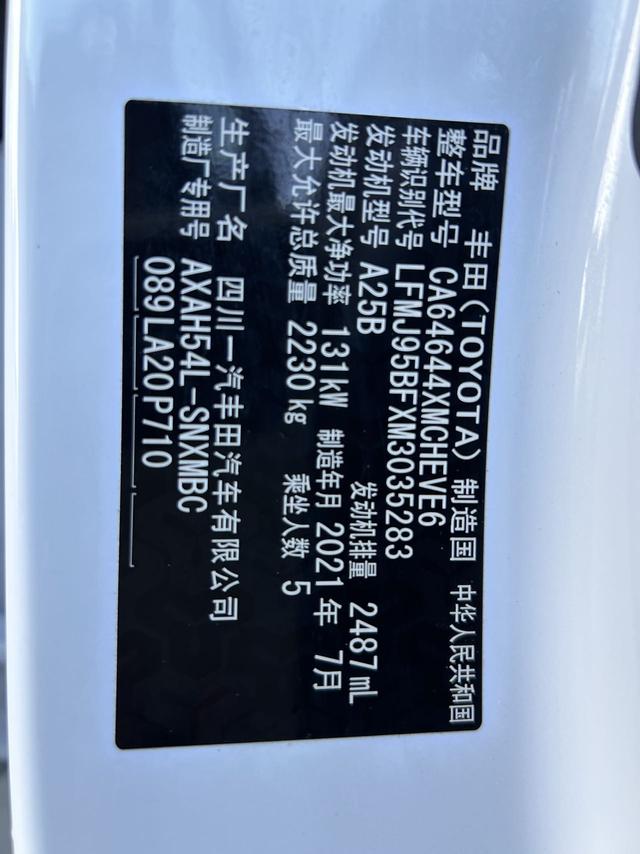 品牌 丰田(TOYOTA) 制造国 中华人民共和国
整车型号 CA64644XMCHEVE6
车辆识别代号 LFMJ95BFXM3035283
发动机型号 A25B 发动机排量 2487mL
发动机最大净功率 131kW 制造年月 2021年 7月
最大允许总质量 2230kg 乘坐人数 5
生产厂名 四川一汽丰田汽车有限公司
制造厂专用号 AXAH54L-SNXMBC
089LA20P710